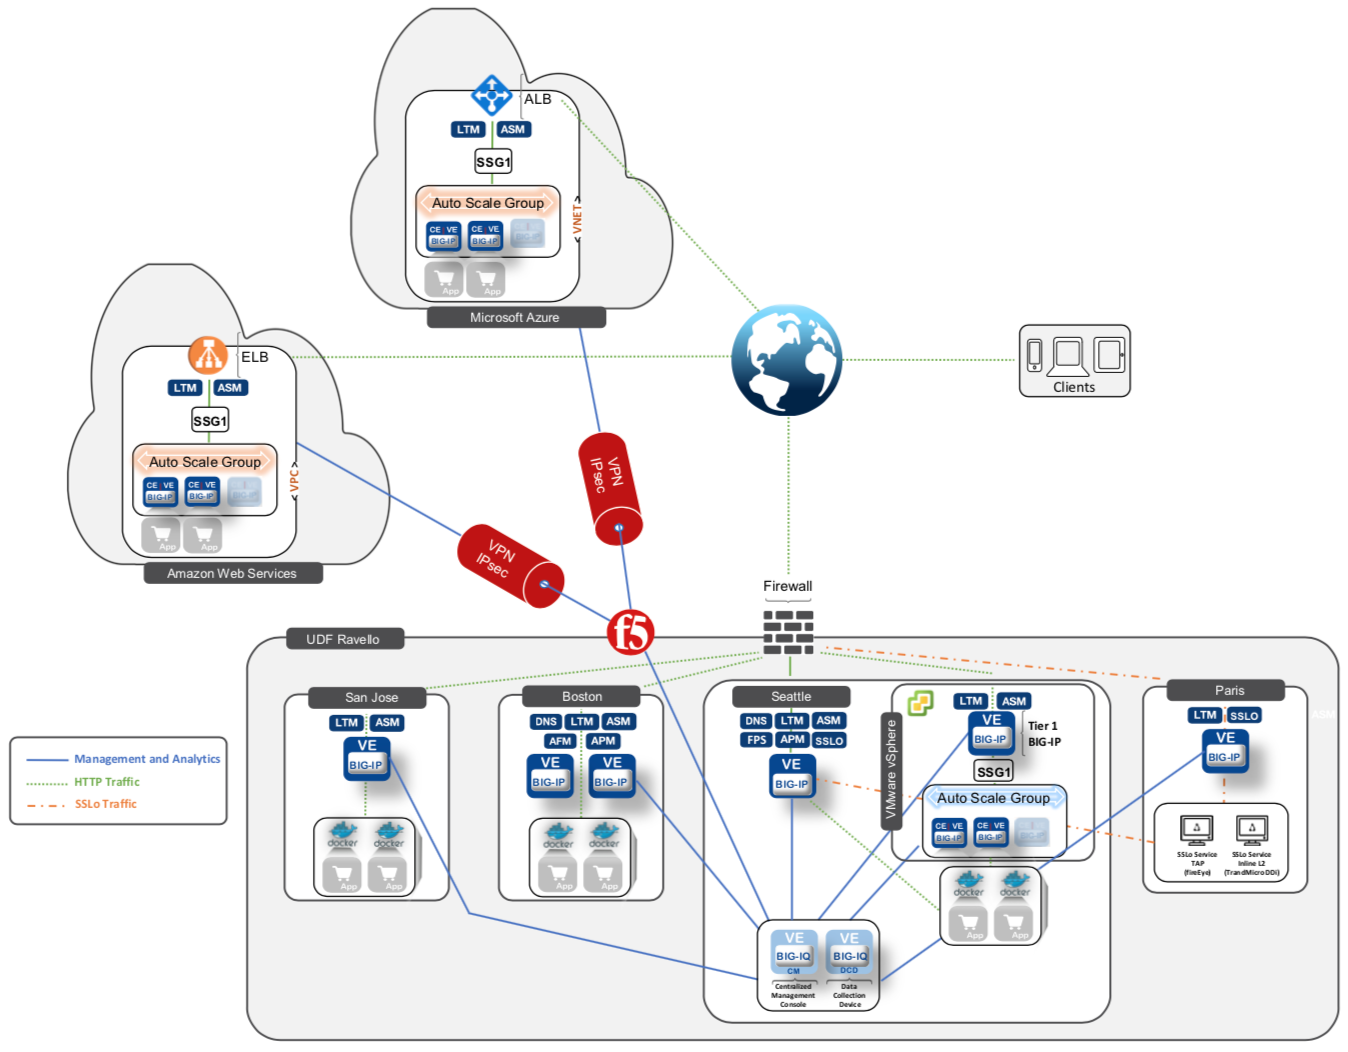 ALB
LTM ASM
SSG1
Auto Scale Group
CE VE CE VE
BIG-IP BIG-IP
VNET
App App
Microsoft Azure
ELB
LTM ASM
SSG1
Auto Scale Group
CE VE CE VE
BIG-IP BIG-IP
VPC
App App
Amazon Web Services
Clients
VPN
IPsec
VPN
IPsec
f5
Firewall
UDF Ravello
San Jose
LTM ASM
VE
BIG-IP
docker docker
App App
Boston
DNS LTM ASM
AFM APM
VE VE
BIG-IP BIG-IP
docker docker
App App
Seattle
DNS LTM ASM
FPS APM SSLO
VE
BIG-IP
VMware vSphere
LTM ASM
VE
BIG-IP
Tier 1
BIG-IP
SSG1
Auto Scale Group
CE VE CE VE
BIG-IP BIG-IP
docker docker
App App
VE VE
BIG-IQ BIG-IQ
CM DCD
Centralized
Management
Console
Data
Collection
Device
Paris
LTM SSLO
VE
BIG-IP
ASM
SSLo Service
TAP
(fireEye)
SSLo Service
Inline L2
(TrandMicro DDi)
Management and Analytics
HTTP Traffic
SSLo Traffic